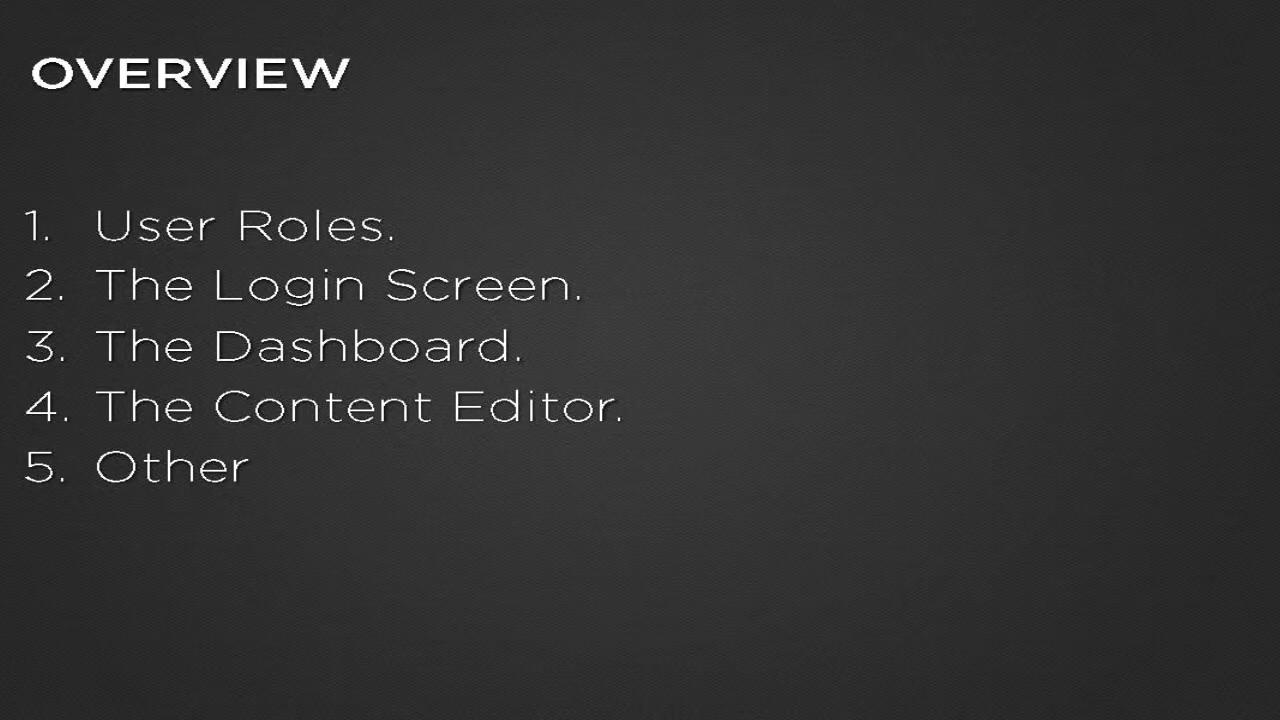 OVERVIEW
1. User Roles.
2. The Login Screen.
3. The Dashboard.
4. The Content Editor.
5. Other